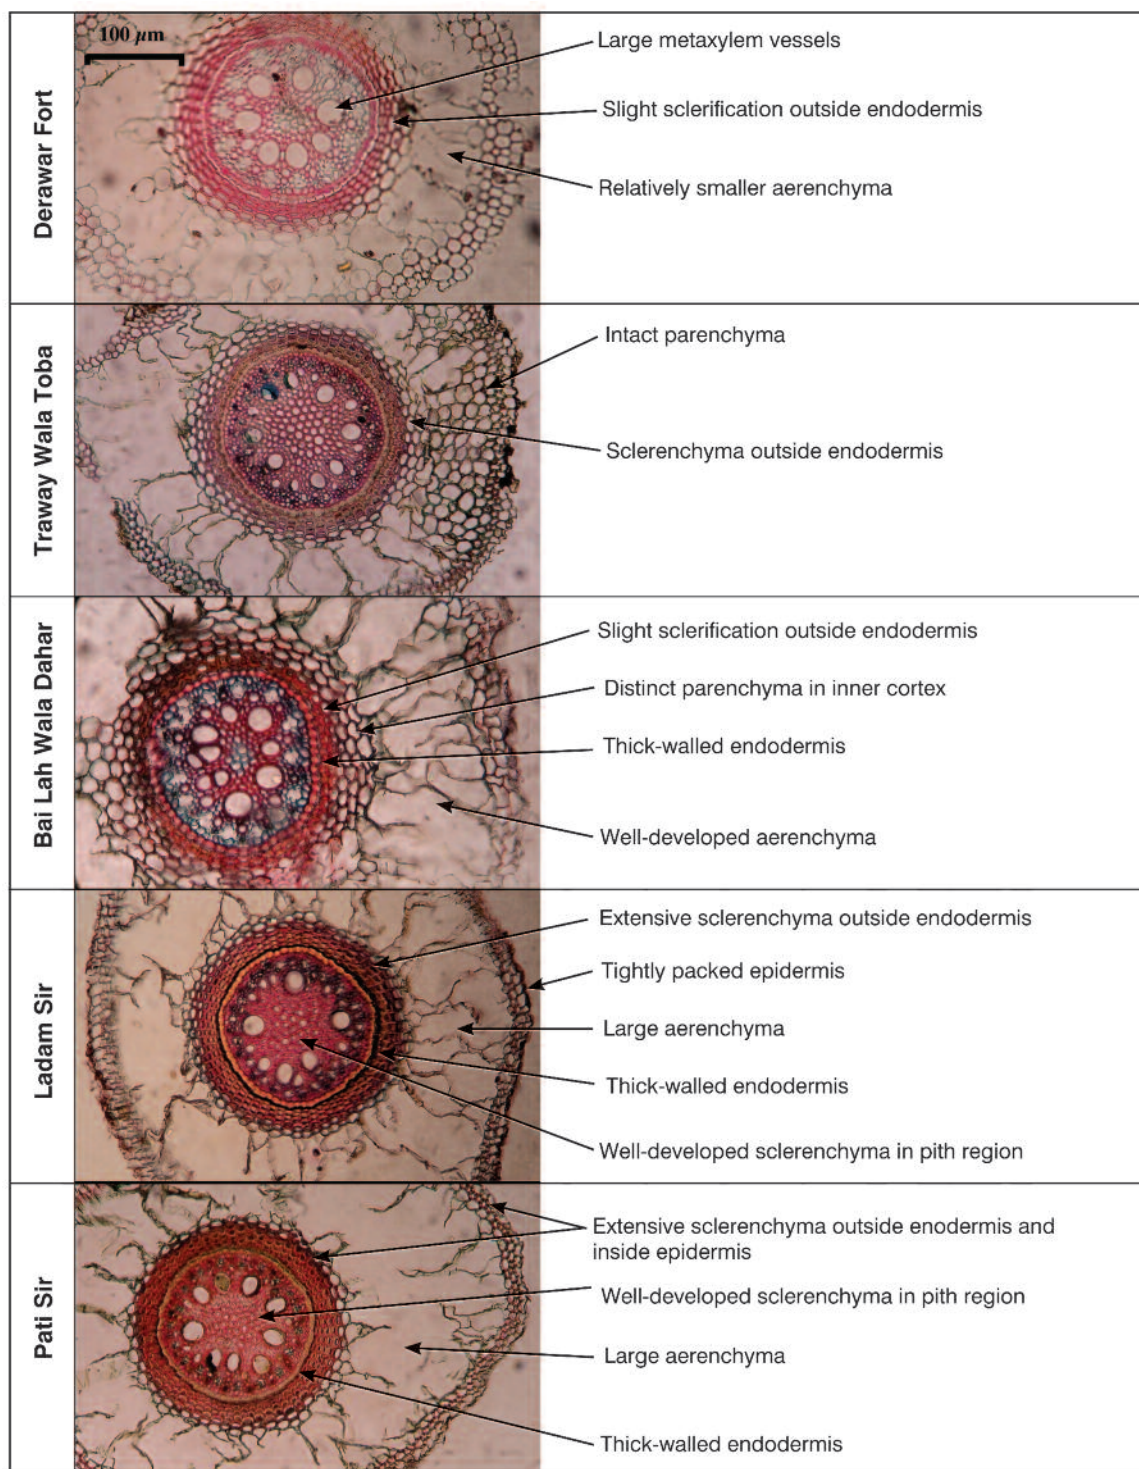 Derawar Fort
100 µm
Large metaxylem vessels
Slight sclerification outside endodermis
Relatively smaller aerenchyma
Traway Wala Toba
Intact parenchyma
Sclerenchyma outside endodermis
Bai Lah Wala Dahar
Slight sclerification outside endodermis
Distinct parenchyma in inner cortex
Thick-walled endodermis
Well-developed aerenchyma
Ladam Sir
Extensive sclerenchyma outside endodermis
Tightly packed epidermis
Large aerenchyma
Thick-walled endodermis
Well-developed sclerenchyma in pith region
Pati Sir
Extensive sclerenchyma outside enodermis and
inside epidermis
Well-developed sclerenchyma in pith region
Large aerenchyma
Thick-walled endodermis